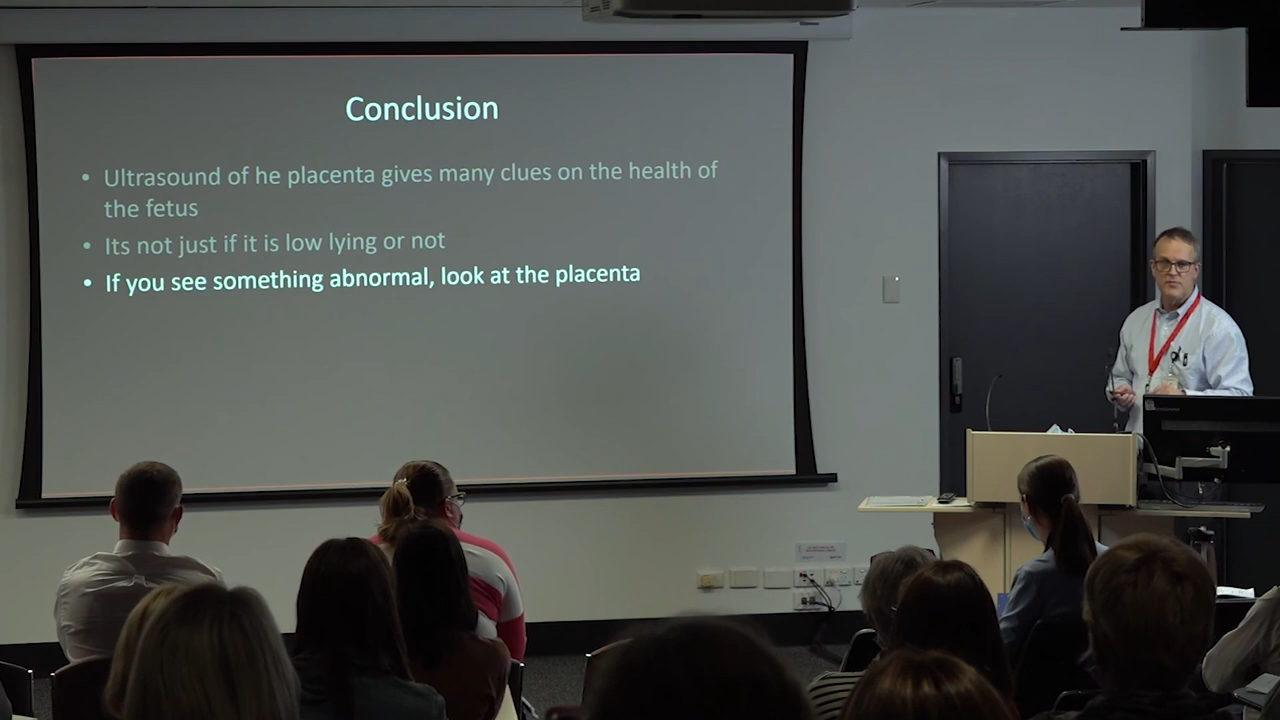 Conclusion
• Ultrasound of he placenta gives many clues on the health of
the fetus
• Its not just if it is low lying or not
• If you see something abnormal, look at the placenta